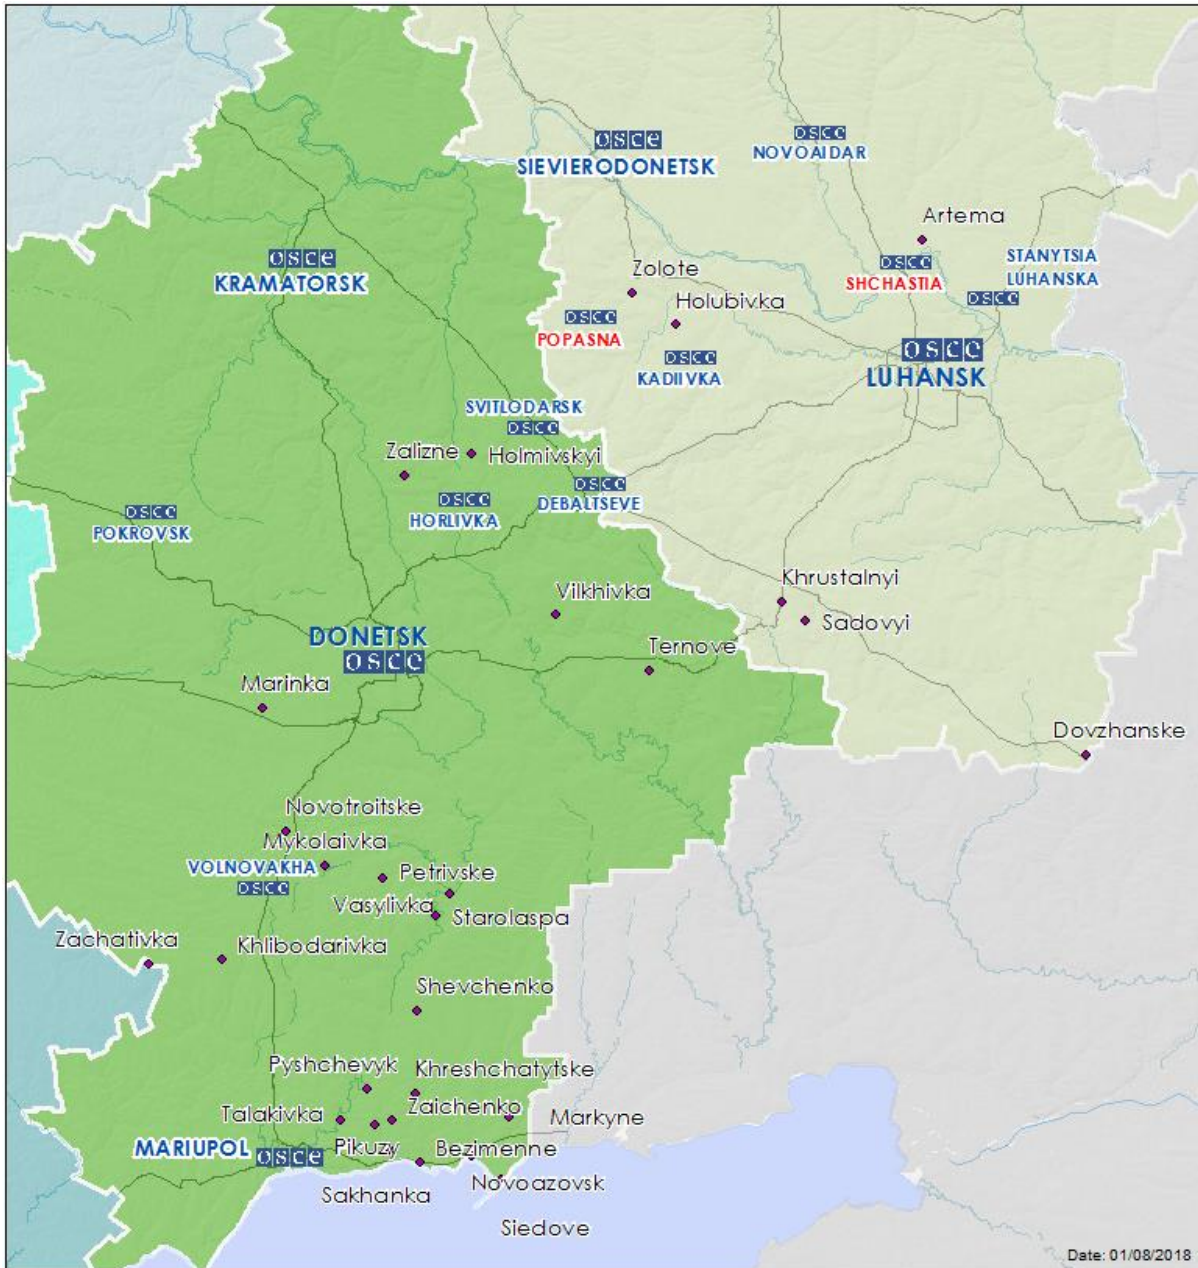 osce
SIEVIERODONETSK
osce
NOVOAIDAR
Artema
osce
KRAMATORSK
osce
SHCHASTIA
STANYTSIA
LUHANSKA
osce
Zolote
Holubivka
osce
POPASNA
osce
LUHANSK
osce
KADIIVKA
SVITLODARSK
osce
Zalizne
Holmivskyi
osce
DEBALTSEVE
osce
HORLIVKA
osce
POKROVSK
Khrustalnyi
Vilkhivka
Sadovyi
DONETSK
osce
Ternove
Marinka
Dovzhanske
Novotroitske
Mykolaivka
VOLNOVAKHA
osce
Petrivske
Vasylivka
Starolaspa
Zachativka
Khlibodarivka
Shevchenko
Pyshchevyk
Khreshchatytske
Talakivka
Zaichenko
Markyne
MARIUPOL
osce
Pikuzy
Bezimenne
Sakhanka
Novoazovsk
Siedove
Date: 01/08/2018